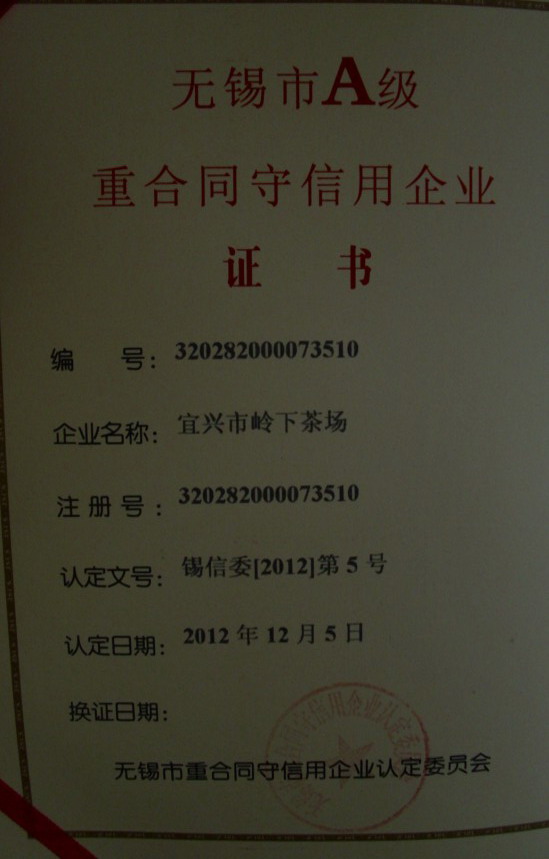 无锡市A级
重合同守信用企业
证 书
编 号：320282000073510
企业名称：宜兴市岭下茶场
注册号：320282000073510
认定文号：锡信委[2012]第5号
认定日期：2012年12月5日
换证日期：
无锡市重合同守信用企业认定委员会